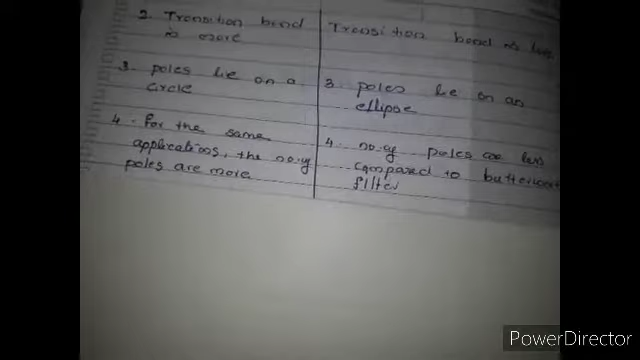 2. Transition band
is more
3. poles lie on a
circle
4. for the same
applications, the no.of
poles are more
Transition band is less
3. poles lie on an
ellipse
4. no.of poles are less
compared to butterworth
filter
PowerDirector